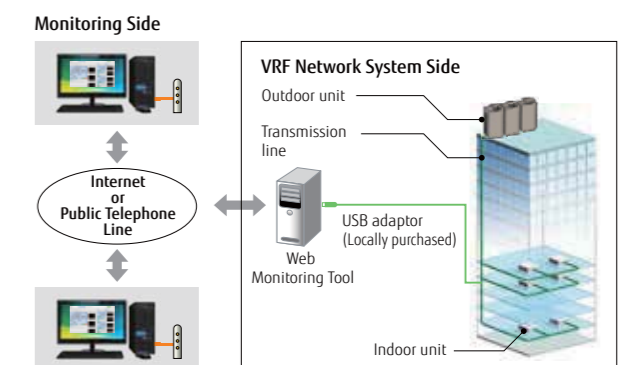 Monitoring Side
Internet
or
Public Telephone
Line
VRF Network System Side
Outdoor unit
Transmission
line
USB adaptor
(Locally purchased)
Web
Monitoring Tool
Indoor unit